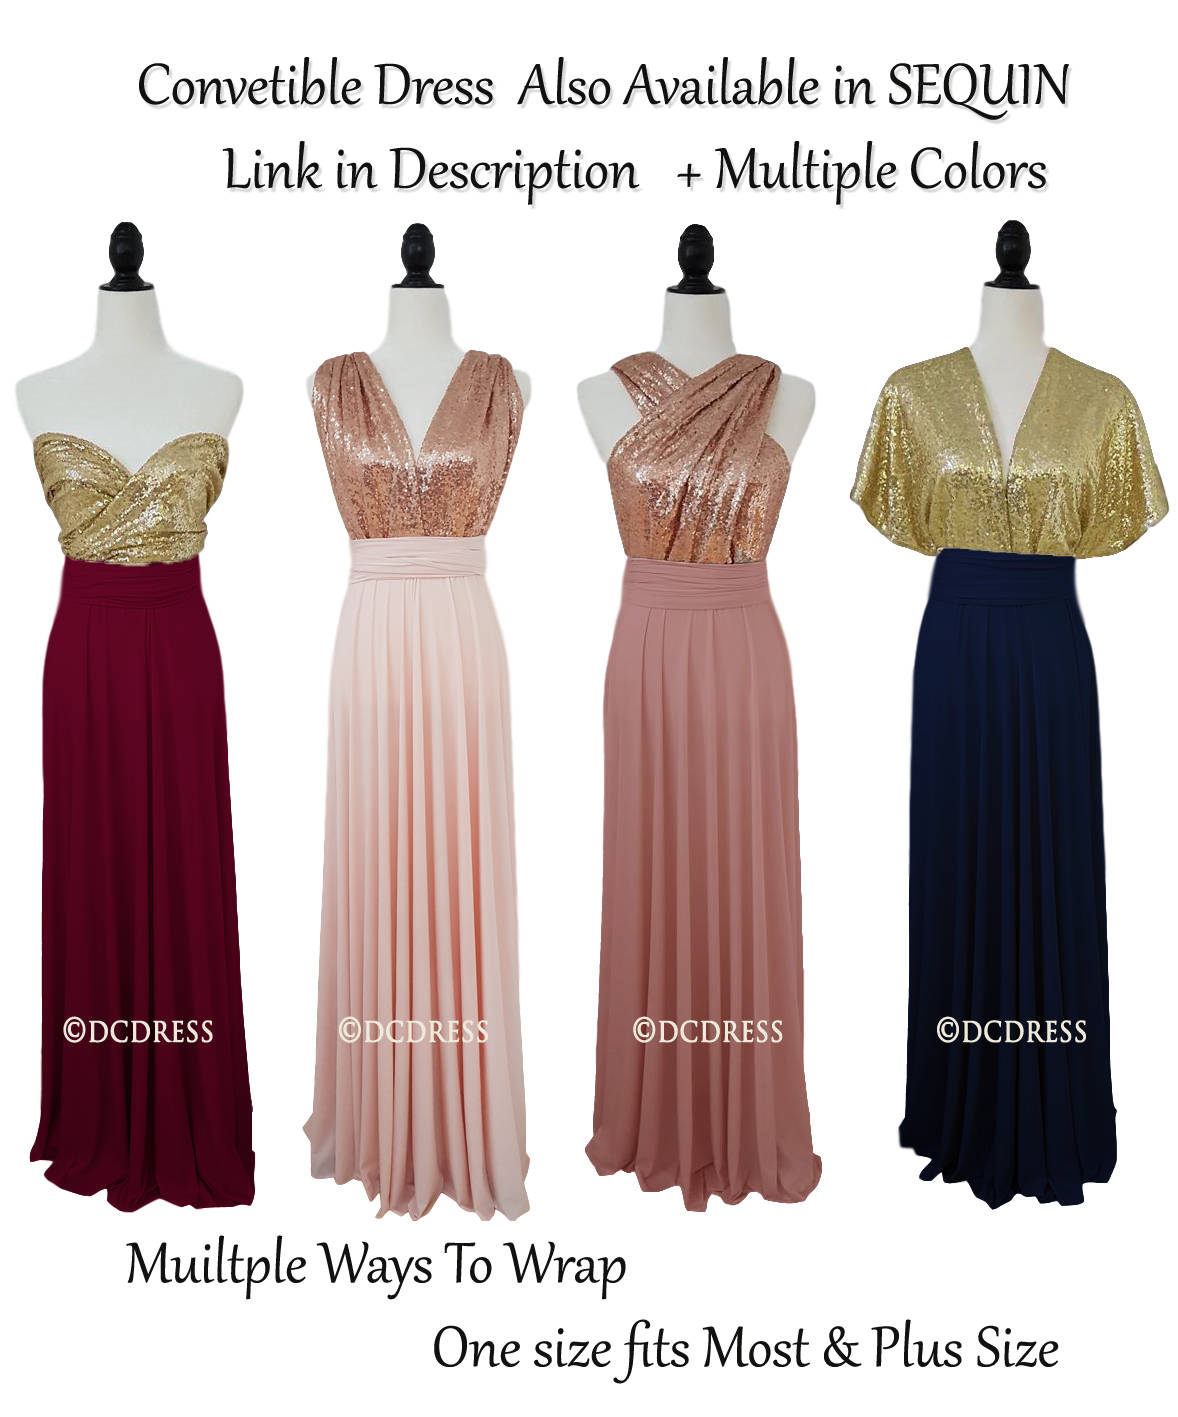 Convetible Dress Also Available in SEQUIN
Link in Description + Multiple Colors
©DCDRESS ©DCDRESS ©DCDRESS ©DCDRESS
Muiltple Ways To Wrap
One size fits Most & Plus Size